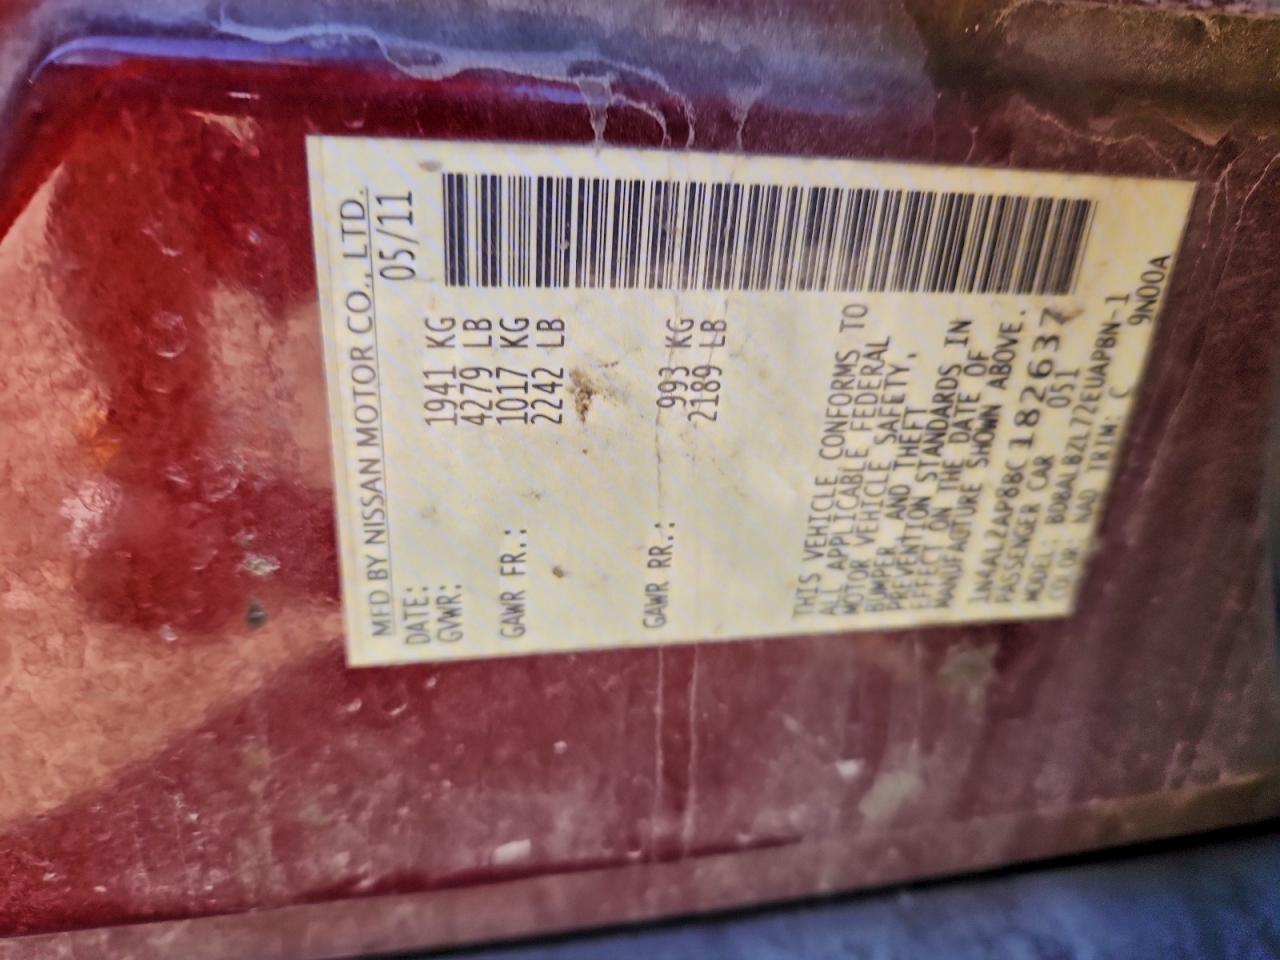 MFD BY NISSAN MOTOR CO., LTD.
DATE: 05/11
GVWR: 1941 KG
4279 LB
GAWR FR.: 1017 KG
2242 LB
GAWR RR.: 993 KG
2189 LB
THIS VEHICLE CONFORMS TO
ALL APPLICABLE FEDERAL
MOTOR VEHICLE SAFETY,
BUMPER, AND THEFT
PREVENTION STANDARDS IN
EFFECT ON THE DATE OF
MANUFACTURE SHOWN ABOVE.
1N4AL2AP8BC182637
PASSENGER CAR 051
MODEL: BDBALBZL72EUAPBN-1
COLOR: NAD TRIM: C 9N00A